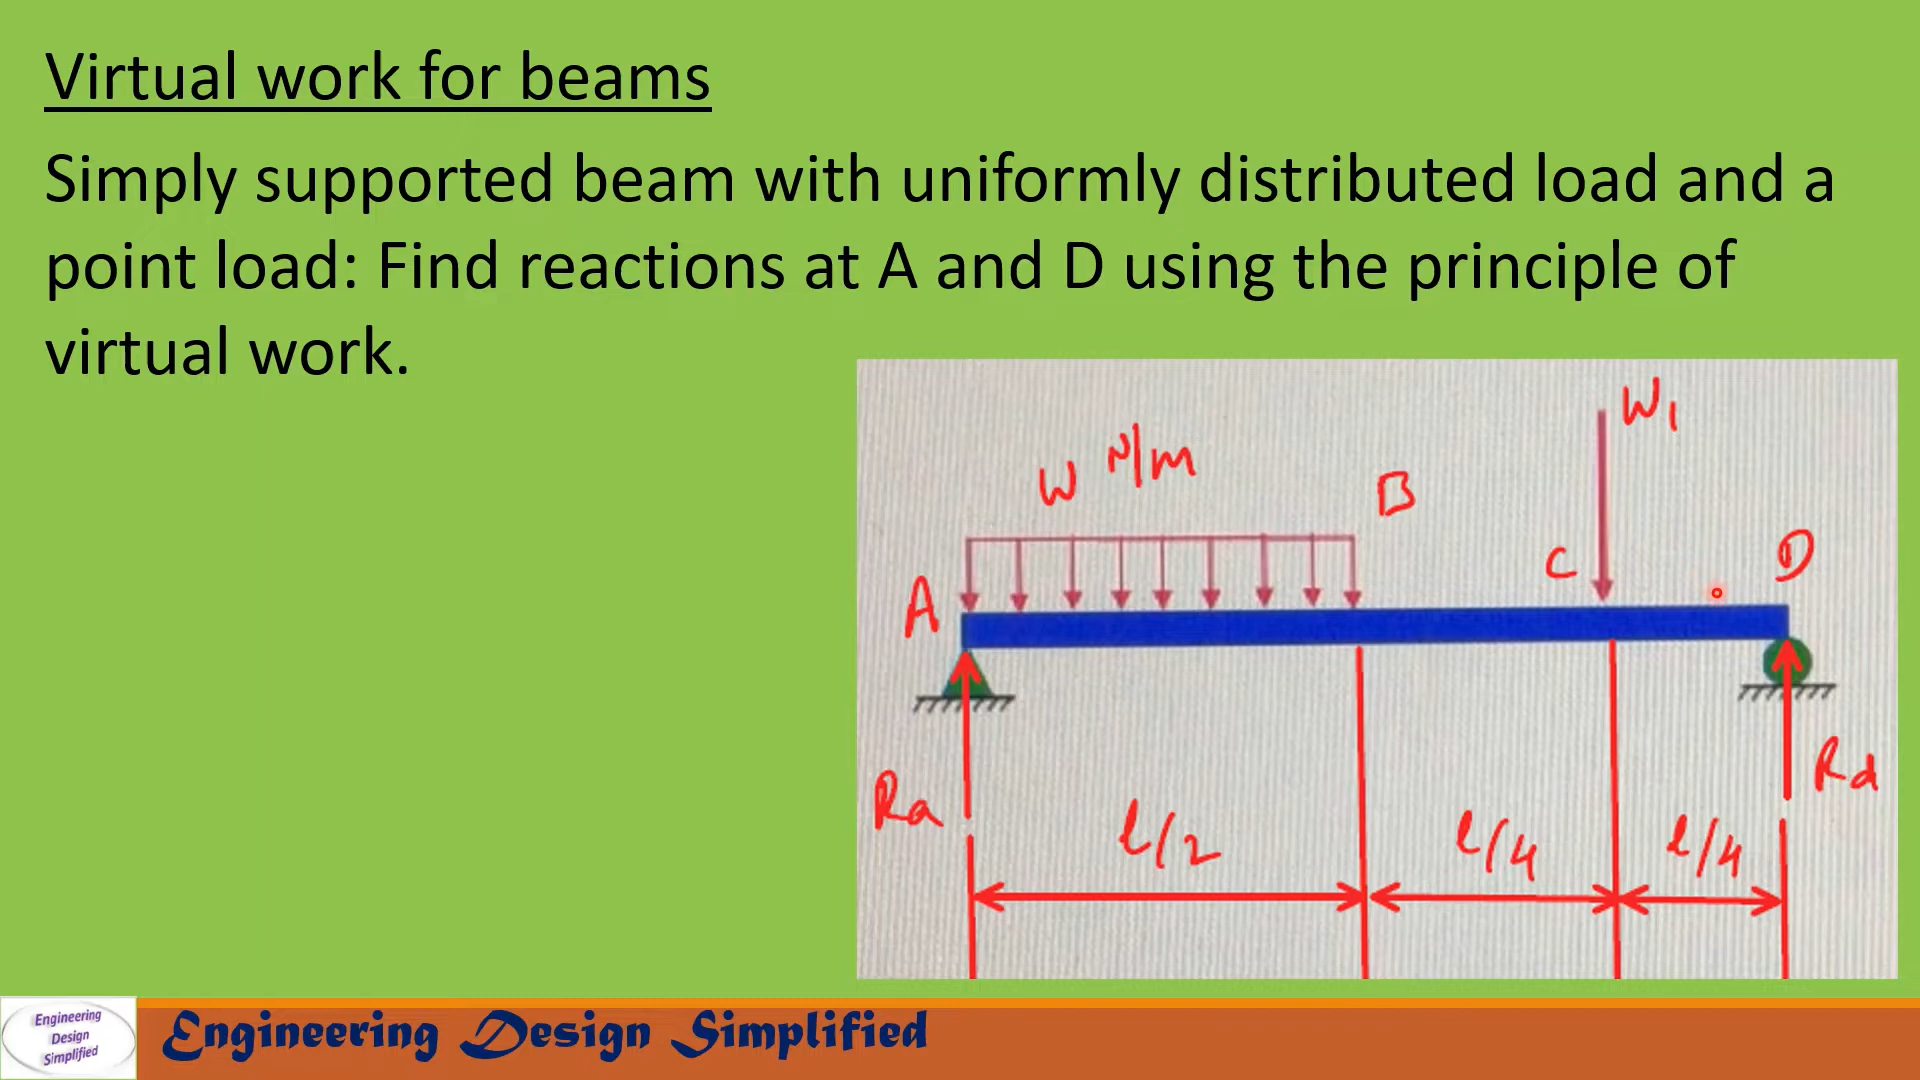 Virtual work for beams
Simply supported beam with uniformly distributed load and a
point load: Find reactions at A and D using the principle of
virtual work.
W₁
W N/m
B
C
D
A
Ra
Rd
l/2
l/4
l/4
Engineering
Design
Simplified
Engineering Design Simplified